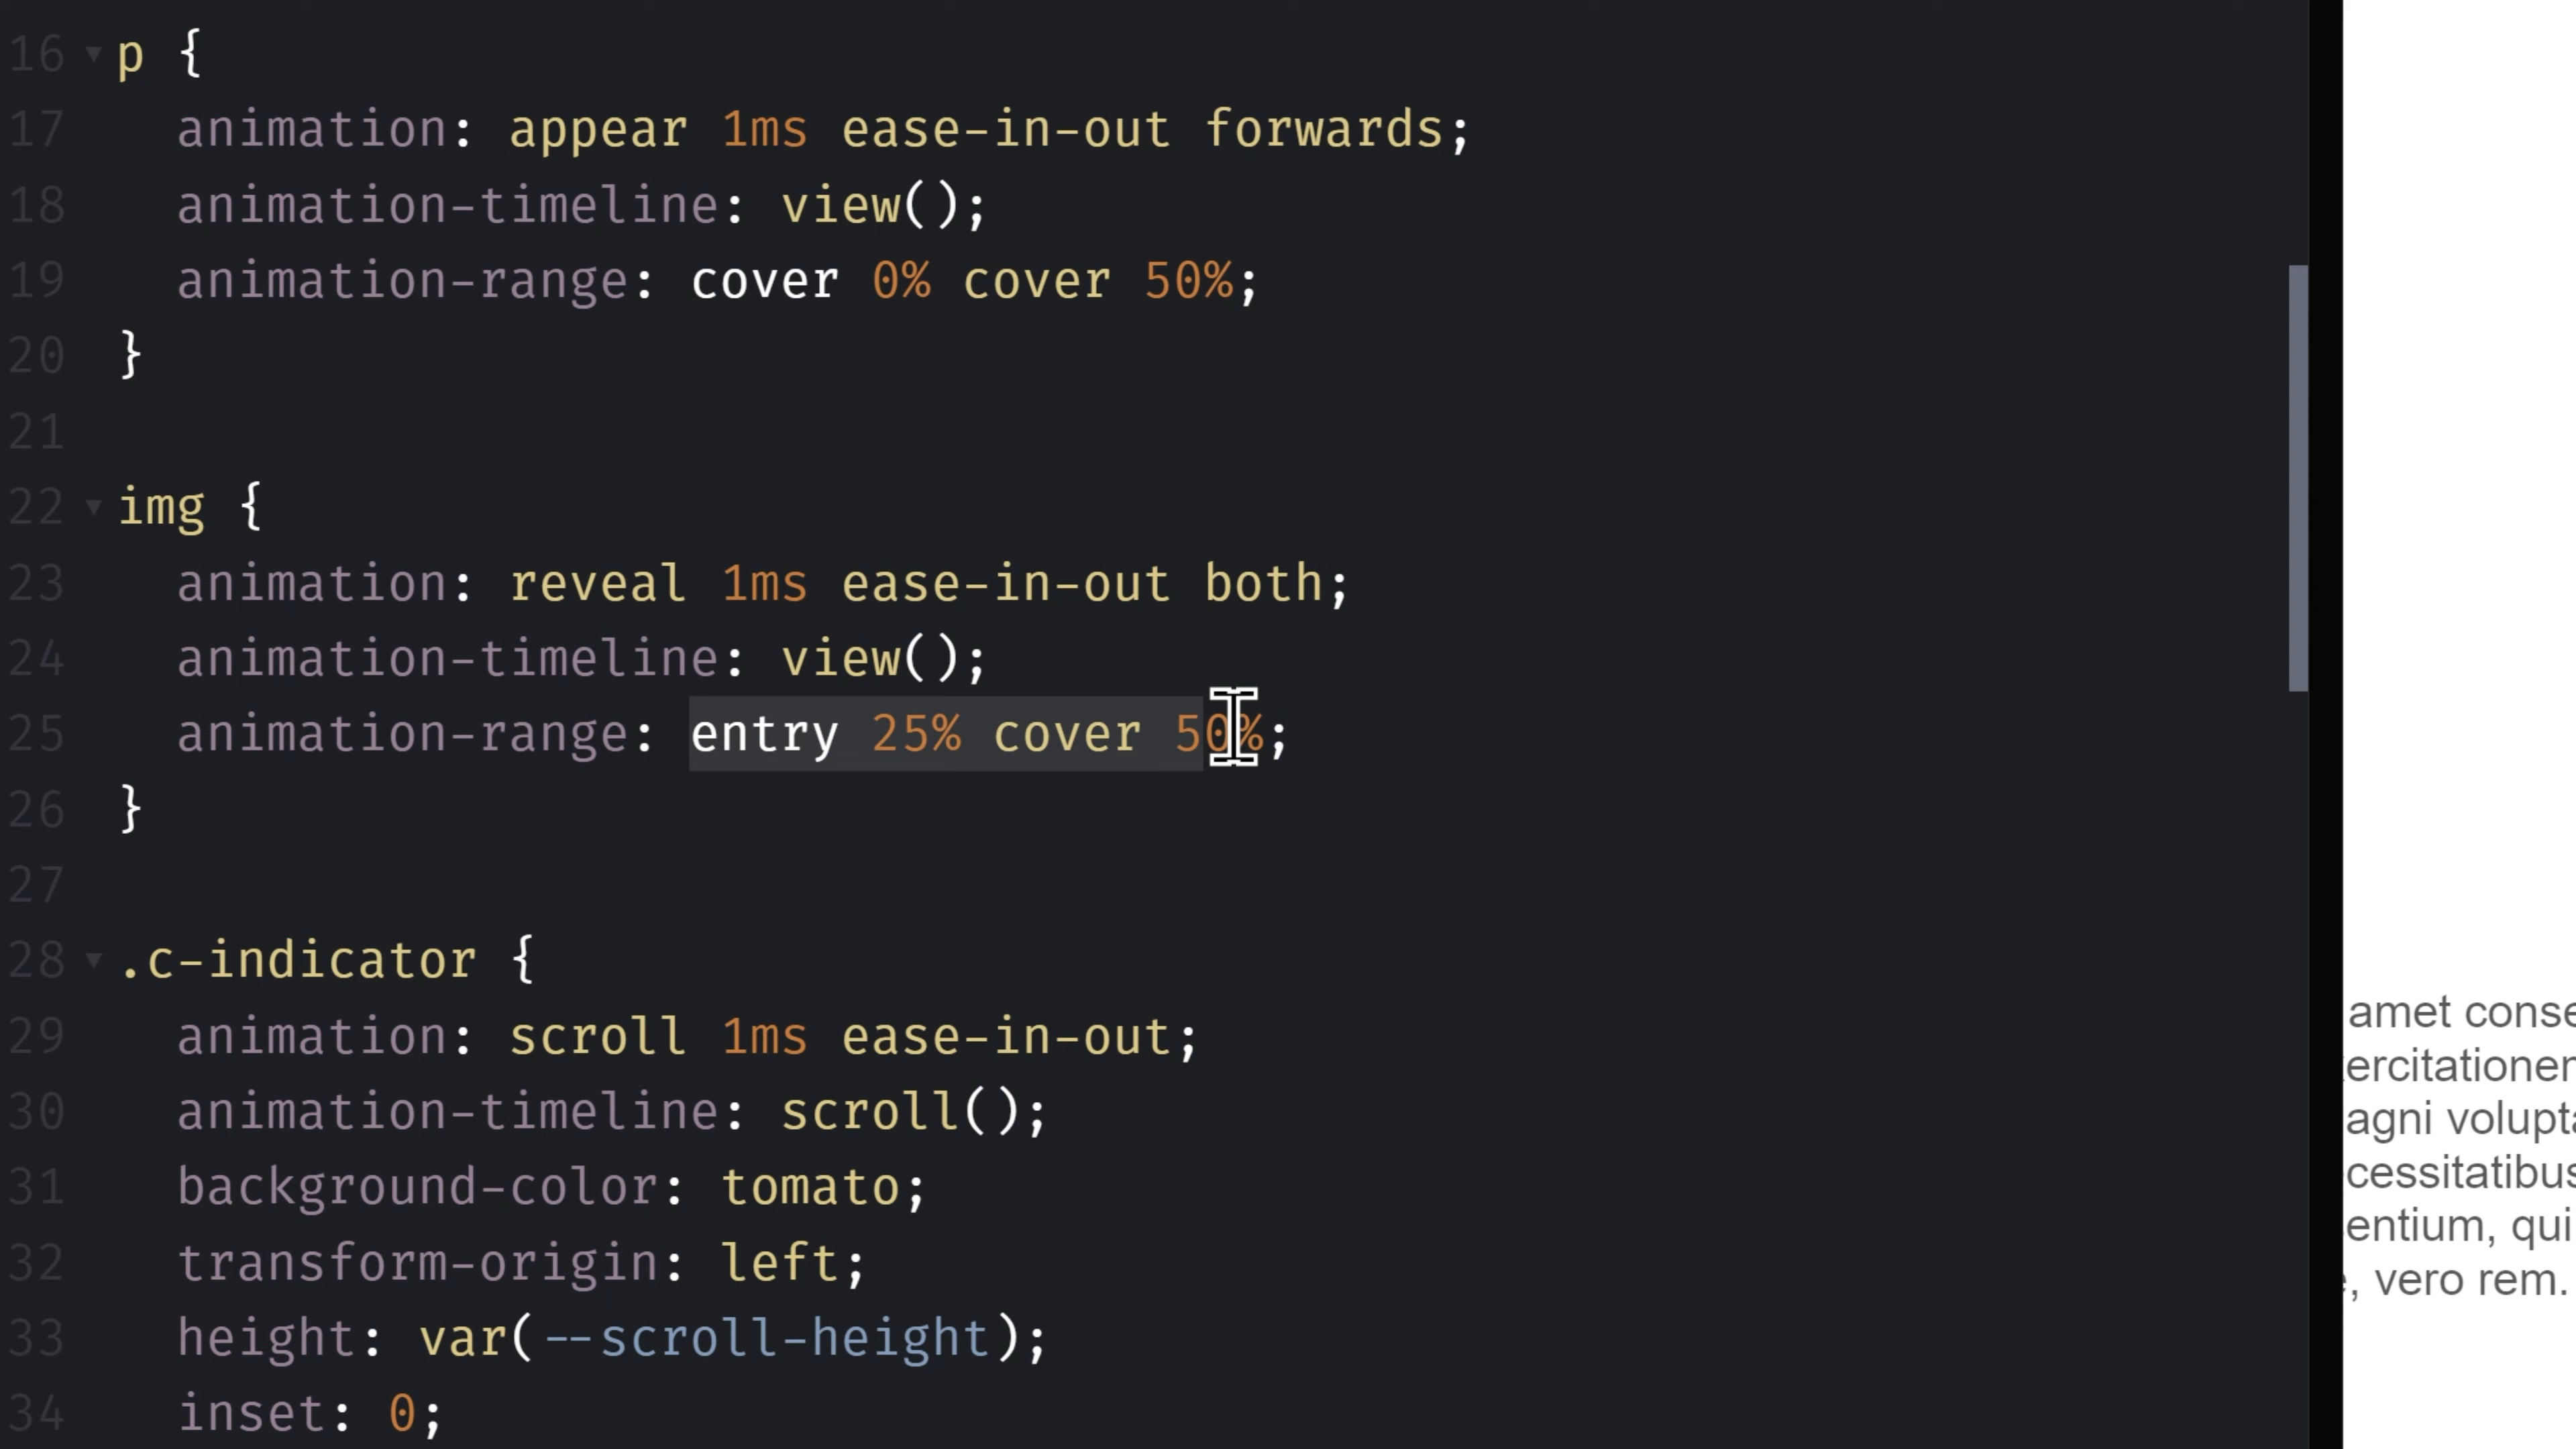 16 p {
17 animation: appear 1ms ease-in-out forwards;
18 animation-timeline: view();
19 animation-range: cover 0% cover 50%;
20 }
21
22 img {
23 animation: reveal 1ms ease-in-out both;
24 animation-timeline: view();
25 animation-range: entry 25% cover 50%;
26 }
27
28 .c-indicator {
29 animation: scroll 1ms ease-in-out;
30 animation-timeline: scroll();
31 background-color: tomato;
32 transform-origin: left;
33 height: var(--scroll-height);
34 inset: 0;
amet conse
ercitationem
agni volupta
cessitatibus
entium, qui
, vero rem.